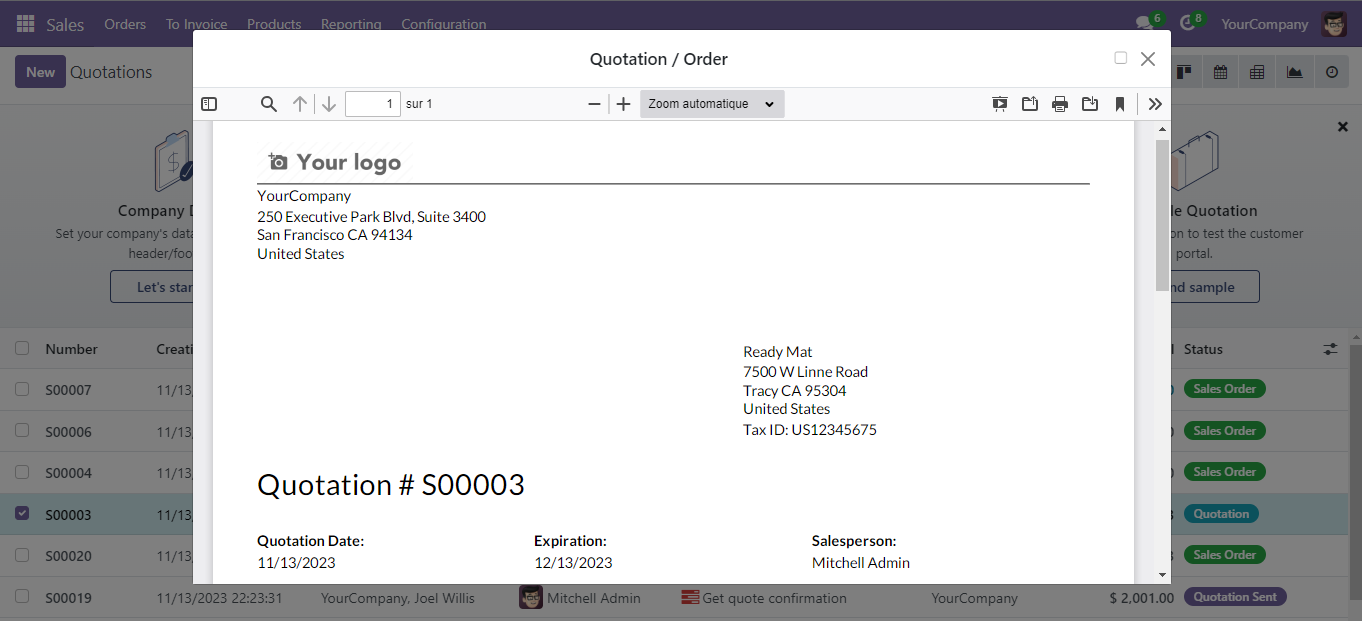 Sales Orders To Invoice Products Reporting Configuration 6 8 YourCompany
New Quotations
Quotation / Order
1 sur 1 Zoom automatique
Your logo
YourCompany
250 Executive Park Blvd, Suite 3400
San Francisco CA 94134
United States
Company
Set your company's data
header/foo
Let's star
le Quotation
on to test the customer
portal.
nd sample
Ready Mat
7500 W Linne Road
Tracy CA 95304
United States
Tax ID: US12345675
Quotation # S00003
Quotation Date: Expiration: Salesperson:
11/13/2023 12/13/2023 Mitchell Admin
Number Creati Status
S00007 11/13 Sales Order
S00006 11/13 Sales Order
S00004 11/13 Sales Order
S00003 11/13 Quotation
S00020 11/13 Sales Order
S00019 11/13/2023 22:23:31 YourCompany, Joel Willis Mitchell Admin Get quote confirmation YourCompany $ 2,001.00 Quotation Sent